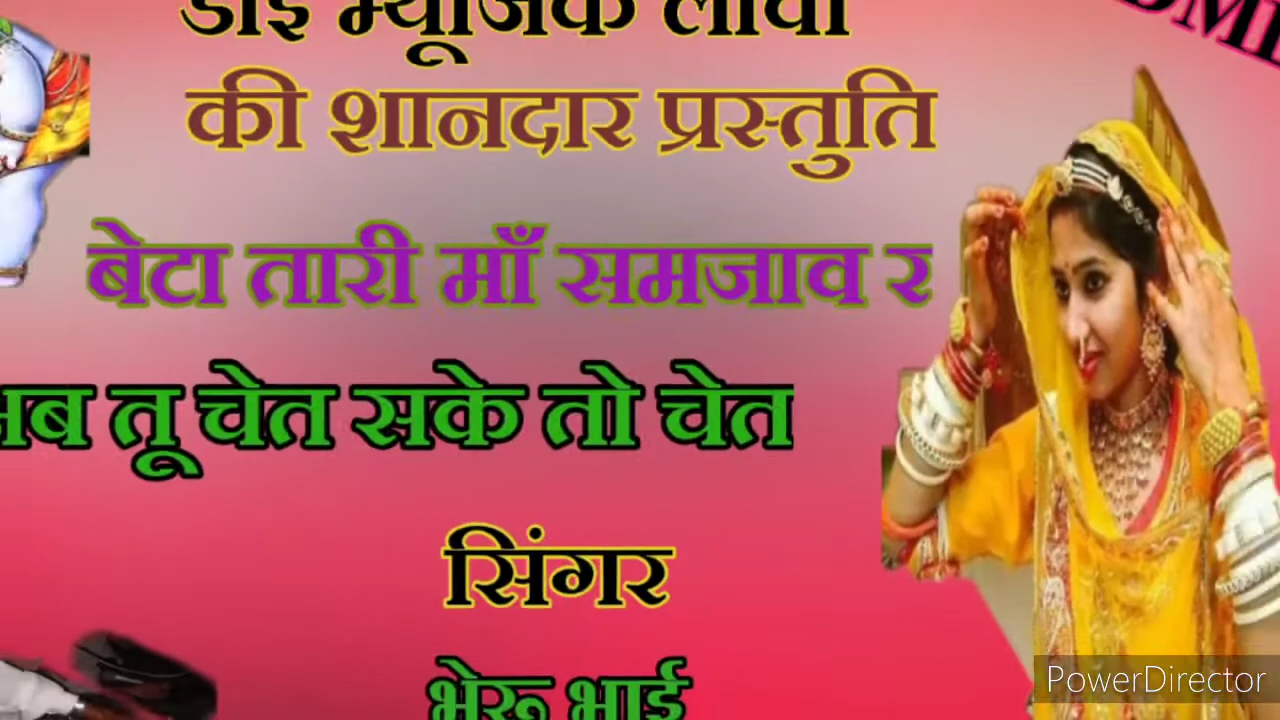 म्यूजिक
की शानदार प्रस्तुति
बेटा तारी माँ समजाव र
अब तू चेत सके तो चेत
सिंगर
भेरू भाई
PowerDirector